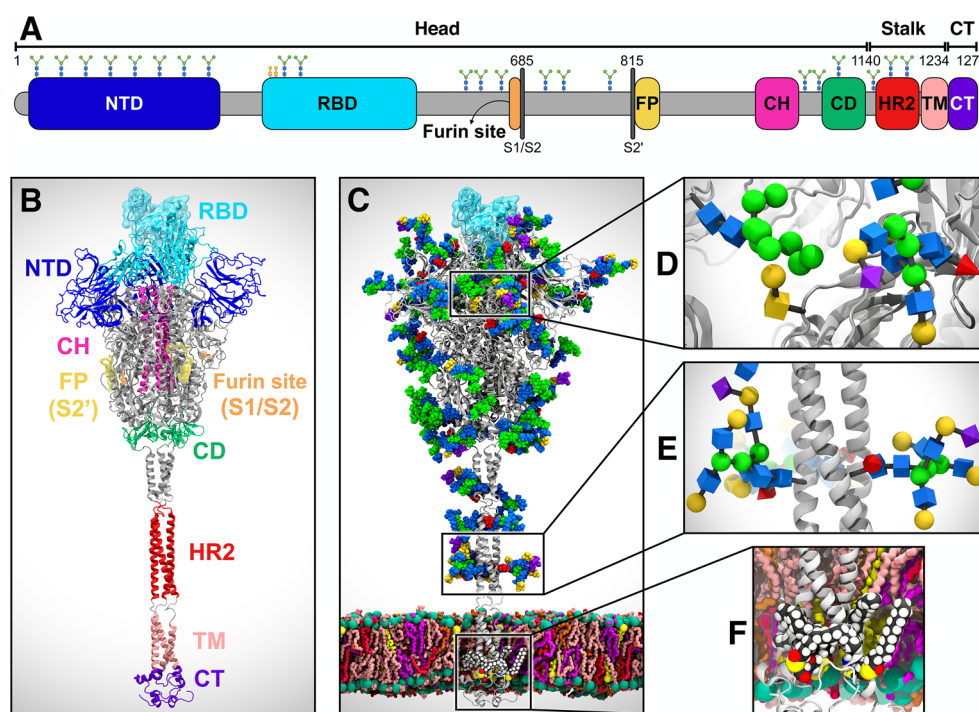 A
Head
Stalk
CT
1
685
815
1140
1234
127
NTD
RBD
FP
CH
CD
HR2
TM
CT
Furin site
S1/S2
S2'
B
RBD
NTD
CH
FP
(S2')
Furin site
(S1/S2)
CD
HR2
TM
CT
C
D
E
F